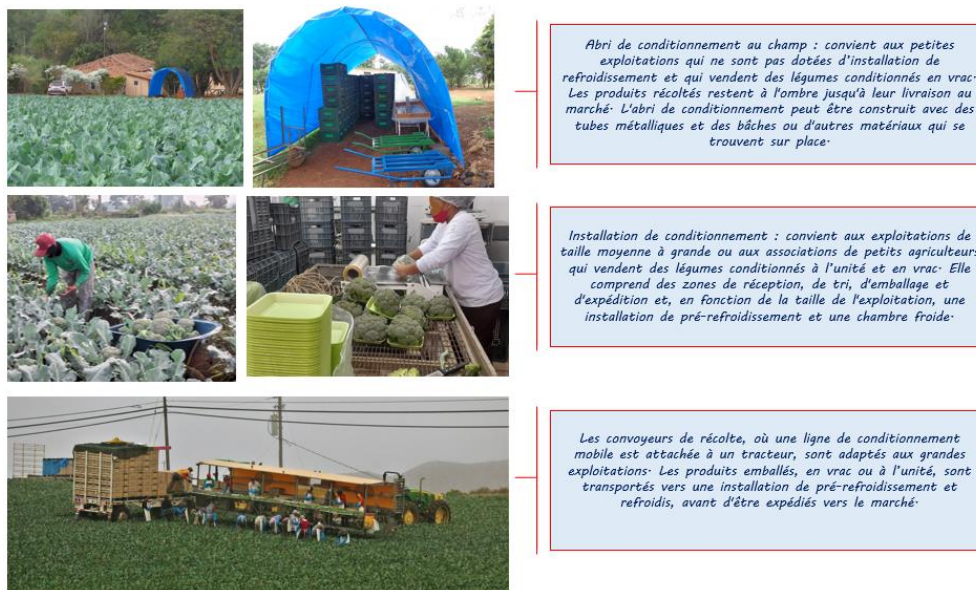 Abri de conditionnement au champ : convient aux petites
exploitations qui ne sont pas dotées d'installation de
refroidissement et qui vendent des légumes conditionnés en vrac.
Les produits récoltés restent à l'ombre jusqu'à leur livraison au
marché. L'abri de conditionnement peut être construit avec des
tubes métalliques et des bâches ou d'autres matériaux qui se
trouvent sur place.
Installation de conditionnement : convient aux exploitations de
taille moyenne à grande ou aux associations de petits agriculteurs
qui vendent des légumes conditionnés à l'unité et en vrac. Elle
comprend des zones de réception, de tri, d'emballage et
d'expédition et, en fonction de la taille de l'exploitation, une
installation de pré-refroidissement et une chambre froide.
Les convoyeurs de récolte, où une ligne de conditionnement
mobile est attachée à un tracteur, sont adaptés aux grandes
exploitations. Les produits emballés, en vrac ou à l'unité, sont
transportés vers une installation de pré-refroidissement et
refroidis, avant d'être expédiés vers le marché.